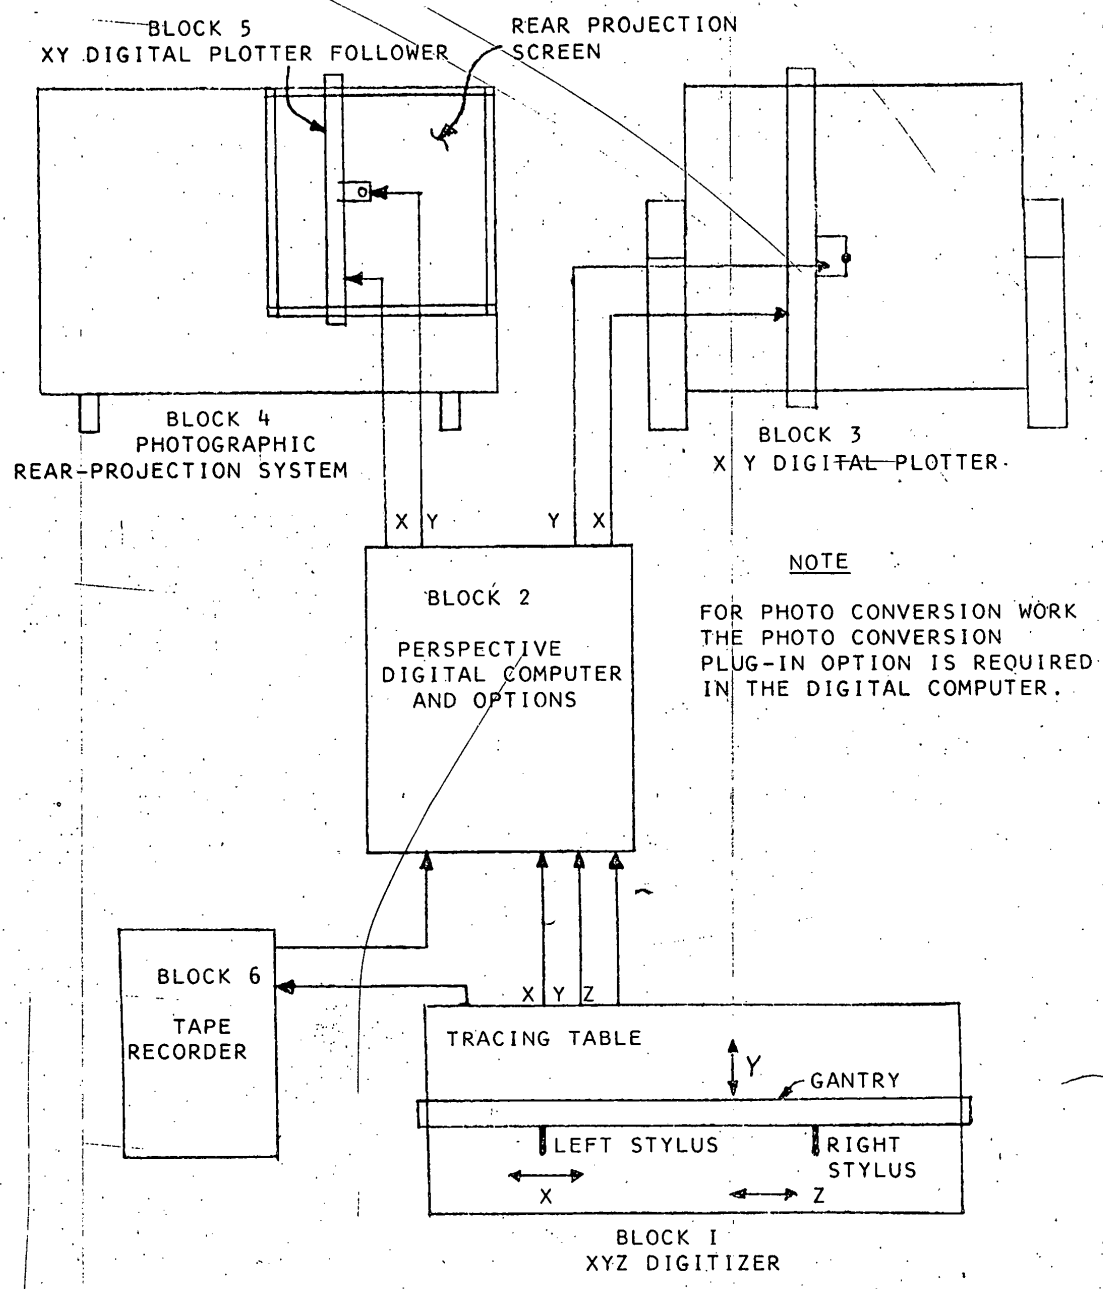 BLOCK 5
XY DIGITAL PLOTTER FOLLOWER
REAR PROJECTION
SCREEN
BLOCK 4
PHOTOGRAPHIC
REAR-PROJECTION SYSTEM
BLOCK 3
X Y DIGITAL PLOTTER
X Y
Y X
BLOCK 2
PERSPECTIVE
DIGITAL COMPUTER
AND OPTIONS
NOTE
FOR PHOTO CONVERSION WORK
THE PHOTO CONVERSION
PLUG-IN OPTION IS REQUIRED
IN THE DIGITAL COMPUTER.
BLOCK 6
TAPE
RECORDER
X Y Z
TRACING TABLE
Y
GANTRY
LEFT STYLUS
RIGHT
STYLUS
X
Z
BLOCK I
XYZ DIGITIZER